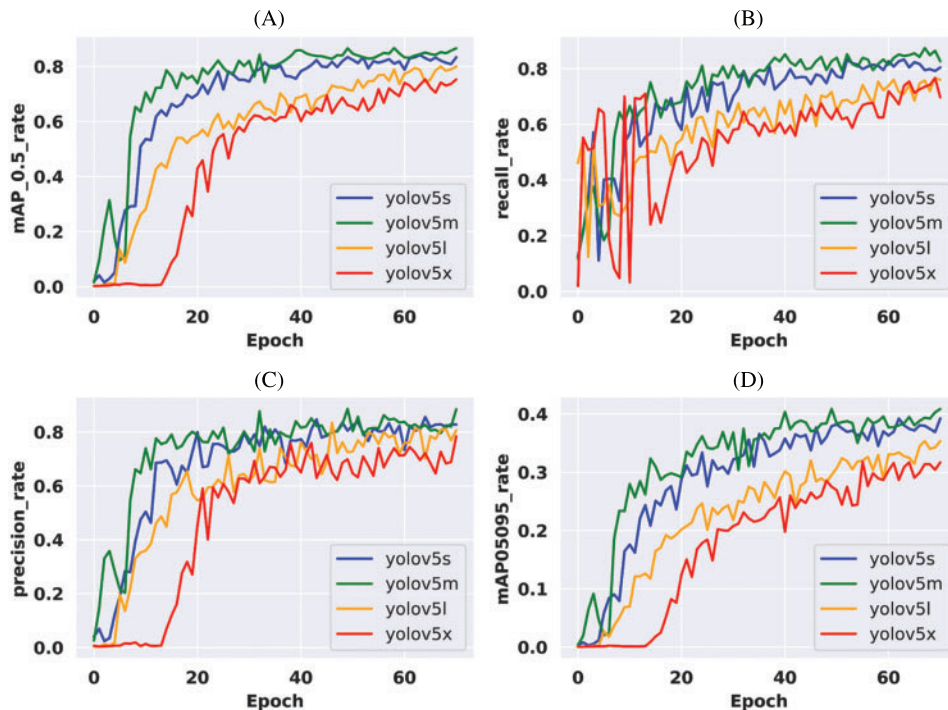 (A)
mAP_0.5_rate
0.8
0.6
0.4
0.2
0.0
yolov5s
yolov5m
yolov5l
yolov5x
0 20 40 60
Epoch
(B)
recall_rate
0.8
0.6
0.4
0.2
0.0
yolov5s
yolov5m
yolov5l
yolov5x
0 20 40 60
Epoch
(C)
precision_rate
0.8
0.6
0.4
0.2
0.0
yolov5s
yolov5m
yolov5l
yolov5x
0 20 40 60
Epoch
(D)
mAP05095_rate
0.4
0.3
0.2
0.1
0.0
yolov5s
yolov5m
yolov5l
yolov5x
0 20 40 60
Epoch